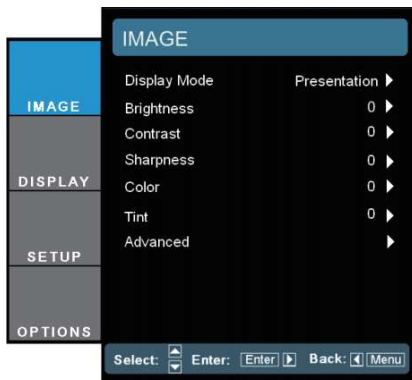 IMAGE
IMAGE
DISPLAY
SETUP
OPTIONS
Display Mode Presentation
Brightness 0
Contrast 0
Sharpness 0
Color 0
Tint 0
Advanced
Select: Enter: Enter Back: Menu